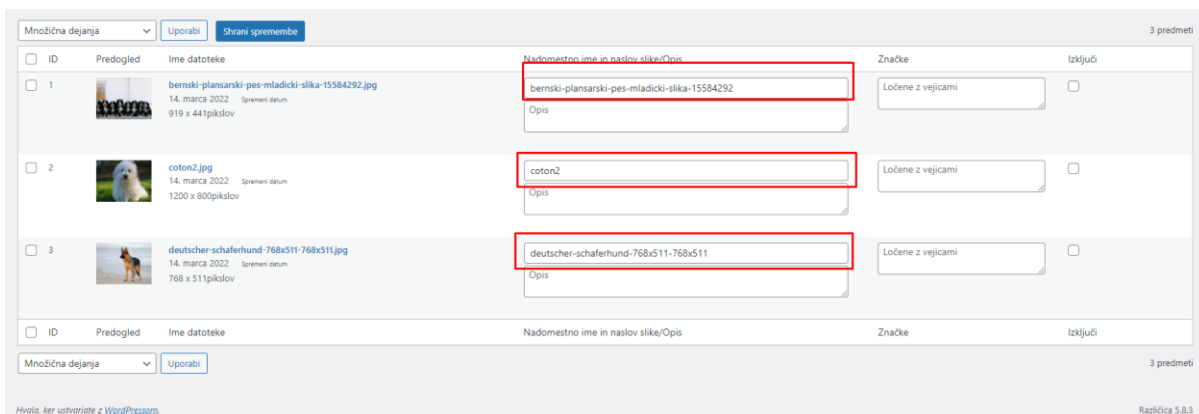 Množična dejanja Uporabi Shrani spremembe 3 predmeti
ID Predogled Ime datoteke Nadomestno ime in naslov slike/Opis Značke Izključi
1 bernski-plansarski-pes-mladicki-slika-15584292.jpg bernski-plansarski-pes-mladicki-slika-15584292 Ločene z vejicami
14. marca 2022 Spremeni datum
919 x 441pikslov Opis
2 coton2.jpg coton2 Ločene z vejicami
14. marca 2022 Spremeni datum
1200 x 800pikslov Opis
3 deutscher-schaferhund-768x511-768x511.jpg deutscher-schaferhund-768x511-768x511 Ločene z vejicami
14. marca 2022 Spremeni datum
768 x 511pikslov Opis
ID Predogled Ime datoteke Nadomestno ime in naslov slike/Opis Značke Izključi
Množična dejanja Uporabi 3 predmeti
Hvala, ker ustvarjate z WordPressom. Različica 5.8.3